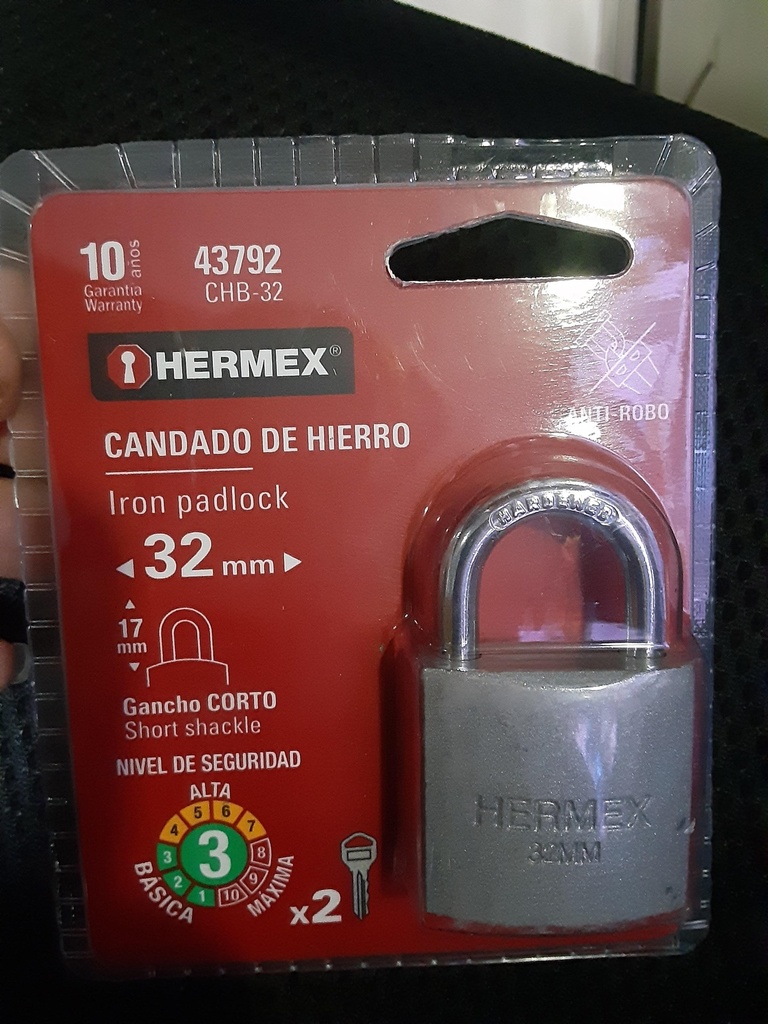 10 años
Garantía
Warranty
43792
CHB-32
HERMEX®
ANTI-ROBO
CANDADO DE HIERRO
Iron padlock
HARDENED
32 mm
17
mm
Gancho CORTO
Short shackle
NIVEL DE SEGURIDAD
ALTA
BÁSICA
MÁXIMA
1 2 3 4 5 6 7 8 9 10
3
x2
HERMEX
32MM